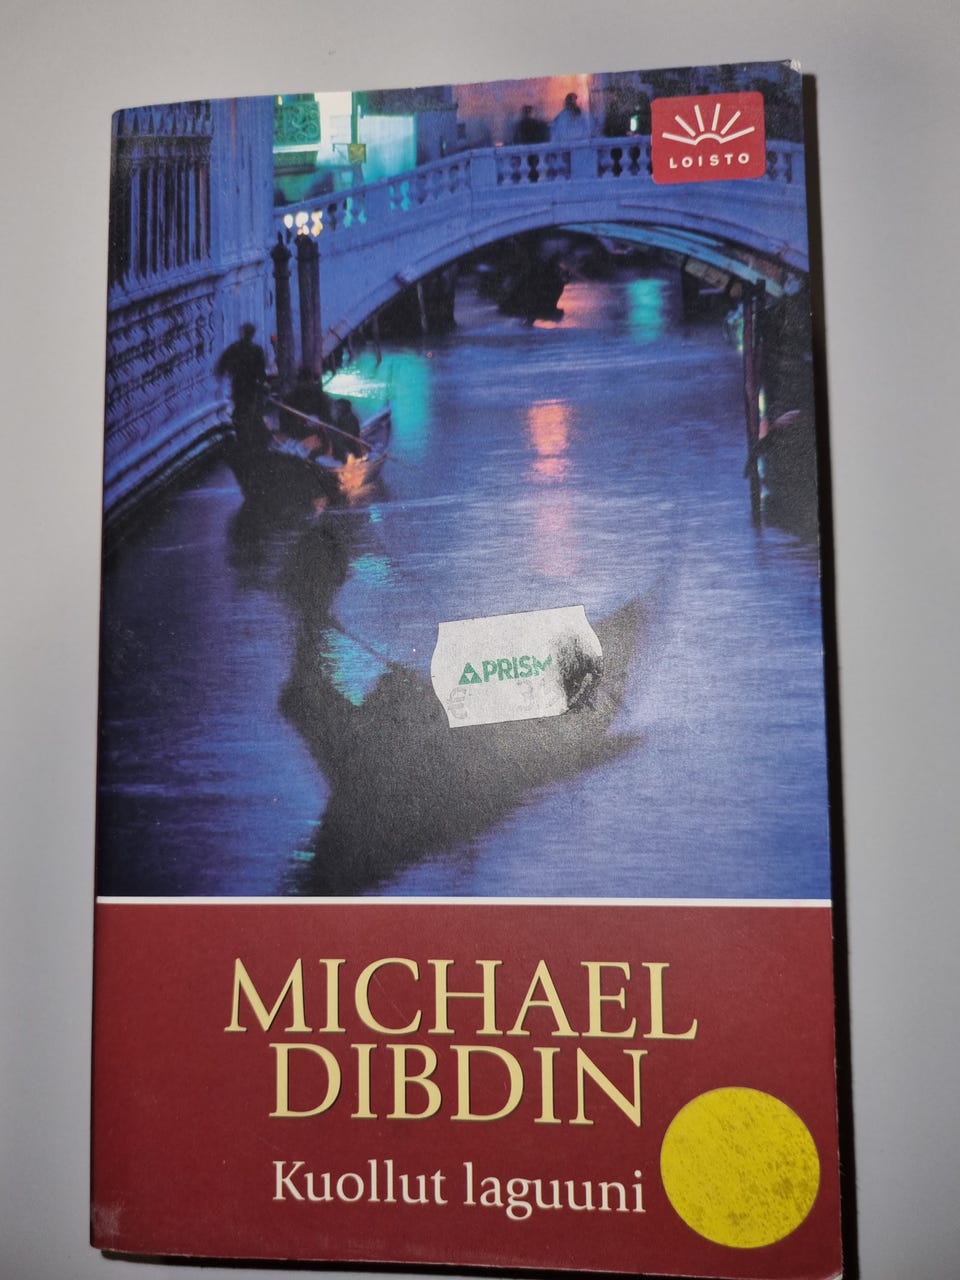 LOISTO
PRISM
€
MICHAEL
DIBDIN
Kuollut laguuni